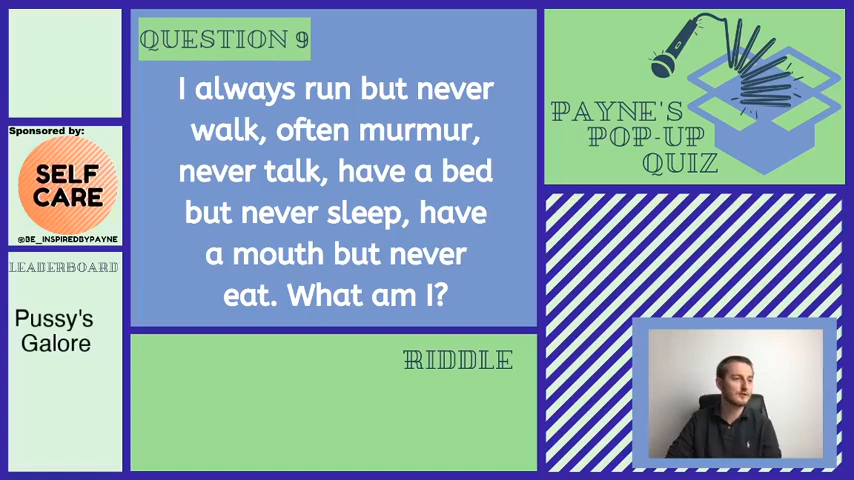 QUESTION 9
I always run but never
walk, often murmur,
never talk, have a bed
but never sleep, have
a mouth but never
eat. What am I?
RIDDLE
PAYNE'S
POP-UP
QUIZ
Sponsored by:
SELF
CARE
@BE_INSPIREDBYPAYNE
LEADERBOARD
Pussy's
Galore